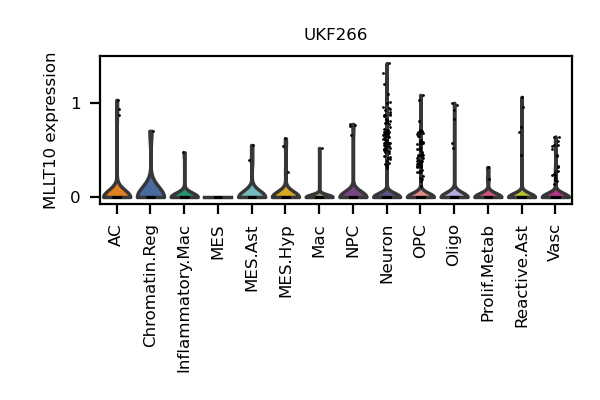 UKF266
MLLT10 expression
1
0
AC
Chromatin.Reg
Inflammatory.Mac
MES
MES.Ast
MES.Hyp
Mac
NPC
Neuron
OPC
Oligo
Prolif.Metab
Reactive.Ast
Vasc